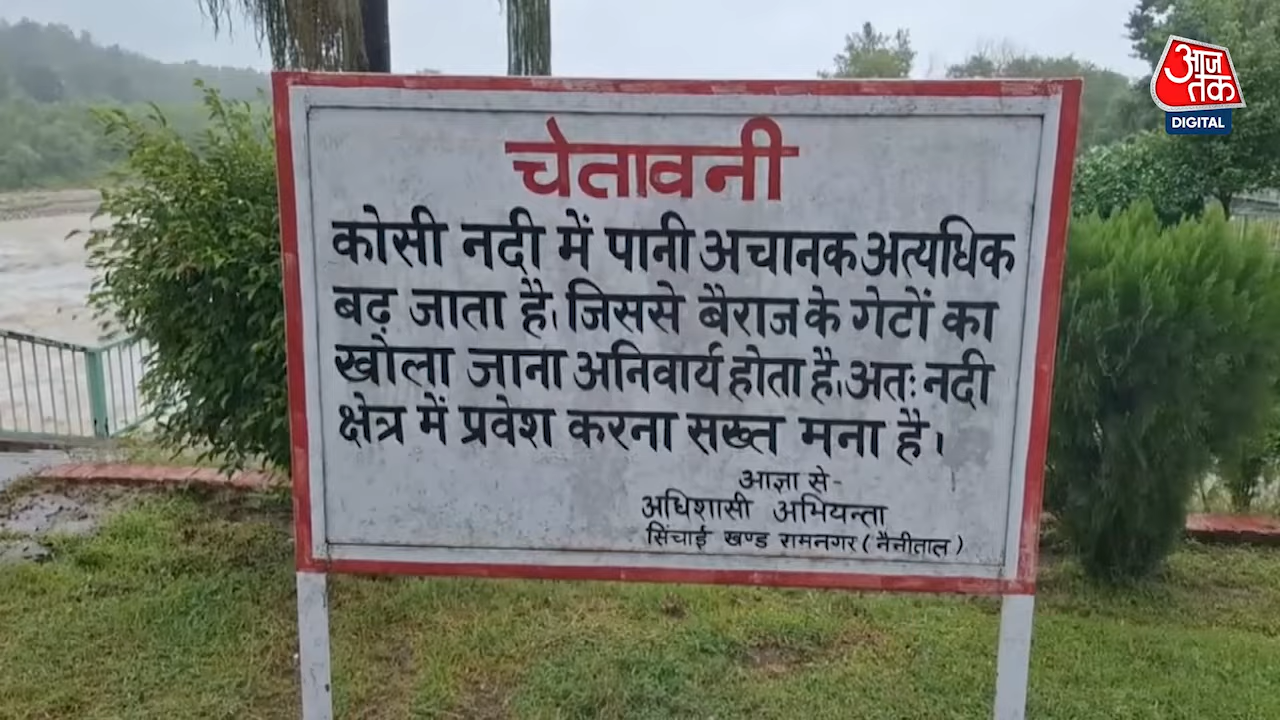 आज
तक
DIGITAL
चेतावनी
कोसी नदी में पानी अचानक अत्यधिक
बढ़ जाता है। जिससे बैराज के गेटों का
खोला जाना अनिवार्य होता है। अतः नदी
क्षेत्र में प्रवेश करना सख्त मना है।
आज्ञा से-
अधिशासी अभियन्ता
सिंचाई खण्ड रामनगर (नैनीताल)